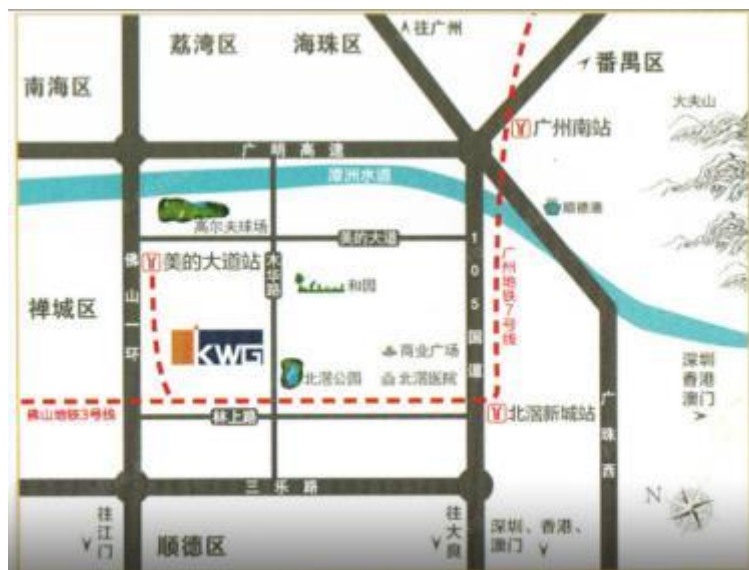 往广州
荔湾区
海珠区
番禺区
南海区
大夫山
广州南站
广明高速
潭洲水道
顺德港
高尔夫球场
美的大道
美的大道站
木华路
佛山一环
105国道
广州地铁7号线
和园
禅城区
KWG
商业广场
北滘公园
北滘医院
深圳
香港
澳门
佛山地铁3号线
林上路
北滘新城站
广珠西
三乐路
N
往江门
顺德区
往大良
深圳、香港、
澳门